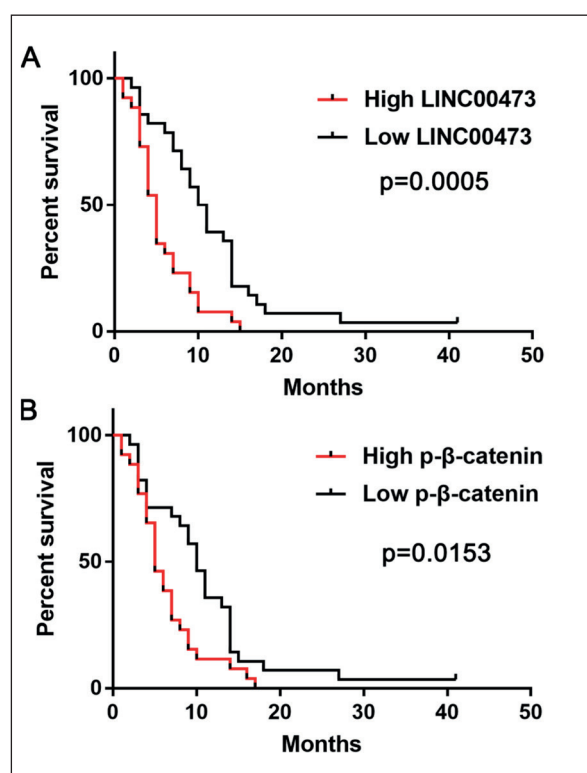 A
100
50
0
Percent survival
High LINC00473
Low LINC00473
p=0.0005
0 10 20 30 40 50
Months
B
100
50
0
Percent survival
High p-β-catenin
Low p-β-catenin
p=0.0153
0 10 20 30 40 50
Months